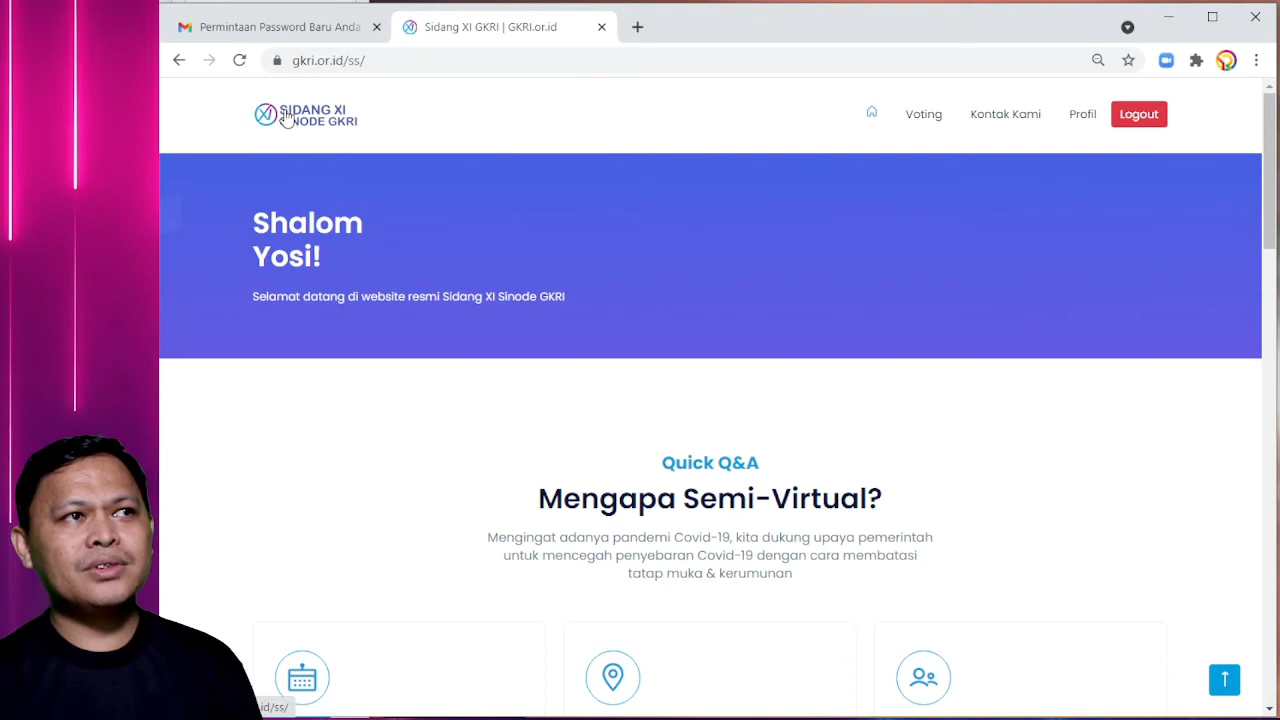 Permintaan Password Baru Anda
Sidang XI GKRI | GKRI.or.id
gkri.or.id/ss/
SIDANG XI
SINODE GKRI
Voting
Kontak Kami
Profil
Logout
Shalom
Yosi!
Selamat datang di website resmi Sidang XI Sinode GKRI
Quick Q&A
Mengapa Semi-Virtual?
Mengingat adanya pandemi Covid-19, kita dukung upaya pemerintah
untuk mencegah penyebaran Covid-19 dengan cara membatasi
tatap muka & kerumunan
id/ss/